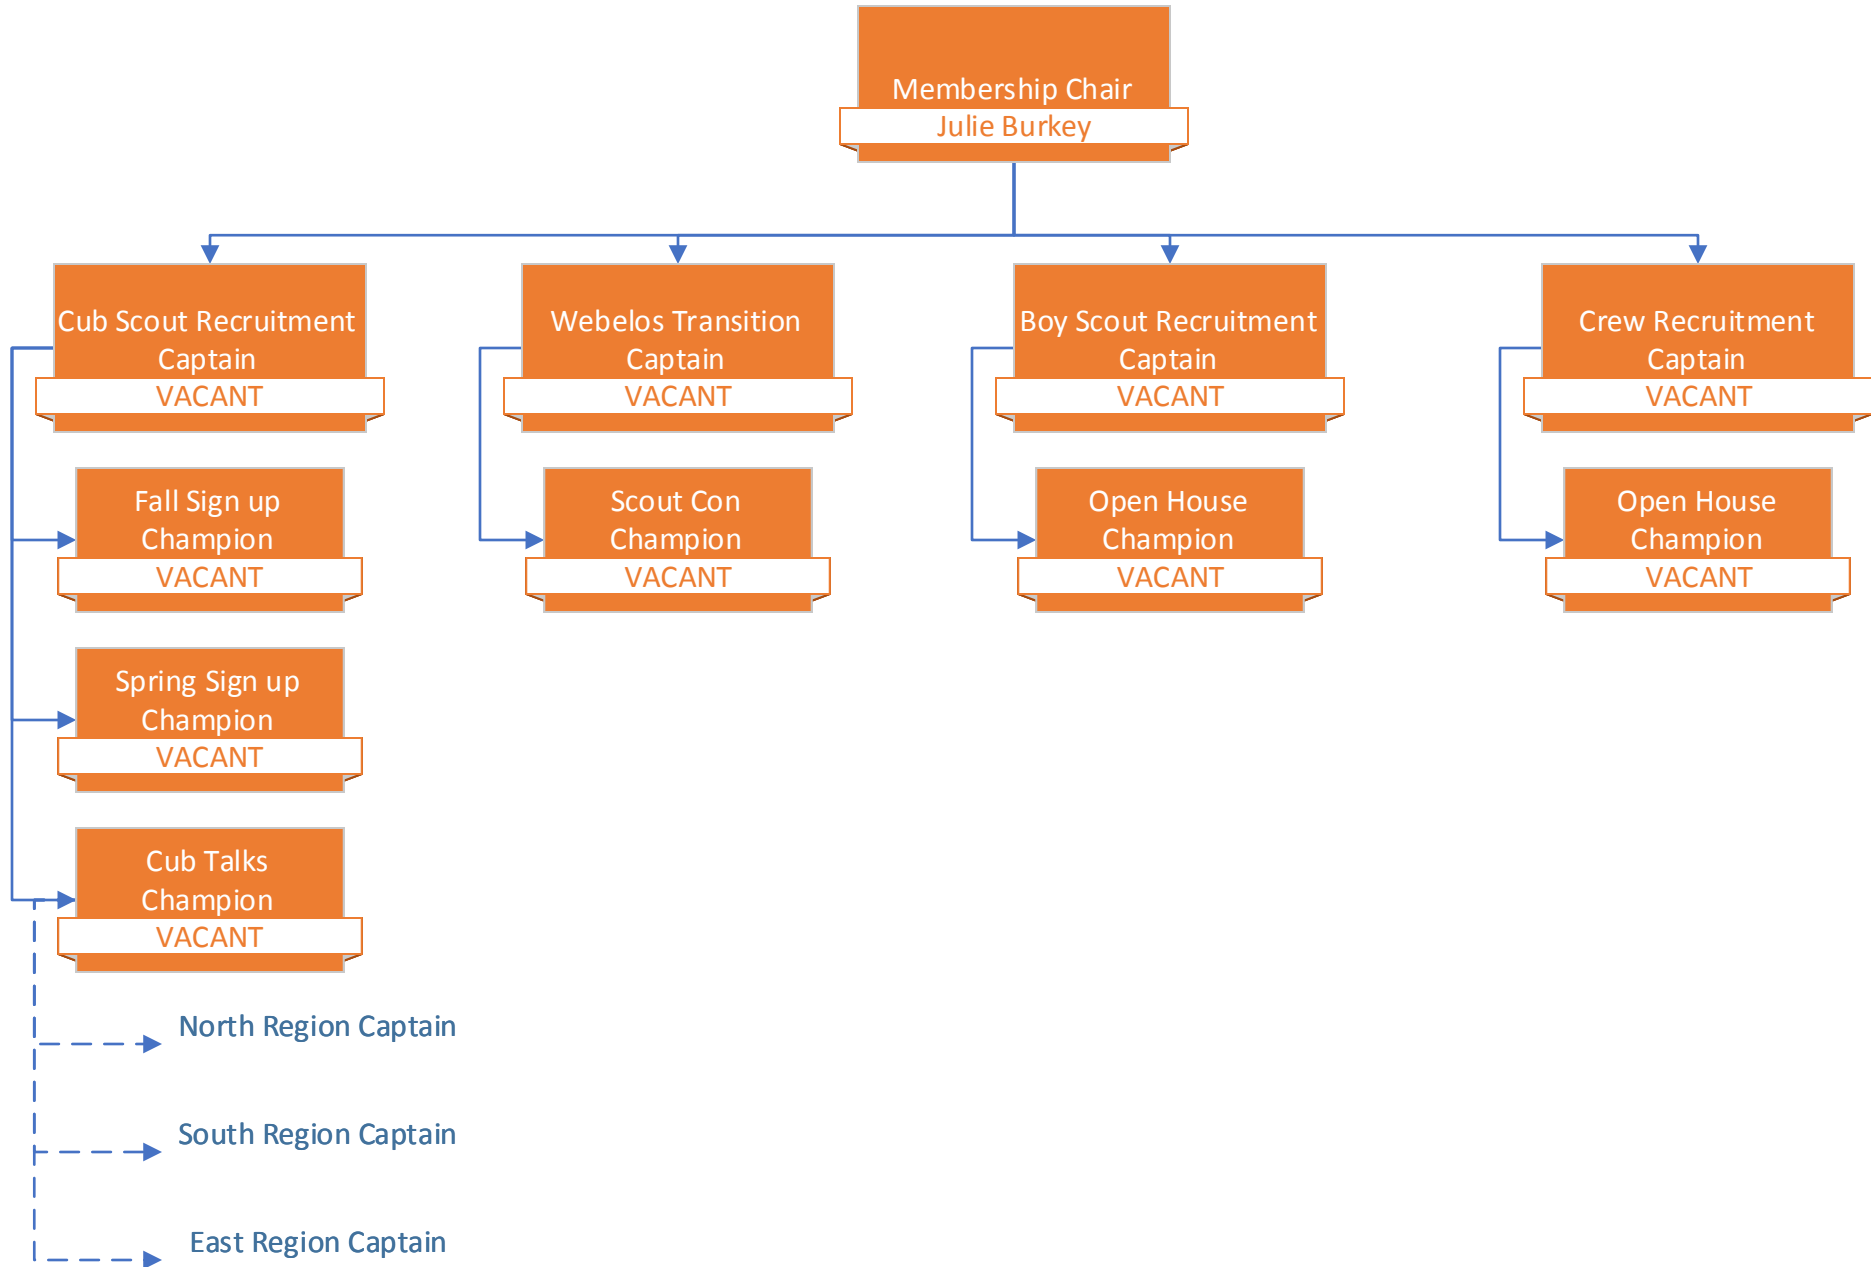 Membership Chair
Julie Burkey
Cub Scout Recruitment
Captain
VACANT
Webelos Transition
Captain
VACANT
Boy Scout Recruitment
Captain
VACANT
Crew Recruitment
Captain
VACANT
Fall Sign up
Champion
VACANT
Scout Con
Champion
VACANT
Open House
Champion
VACANT
Open House
Champion
VACANT
Spring Sign up
Champion
VACANT
Cub Talks
Champion
VACANT
North Region Captain
South Region Captain
East Region Captain